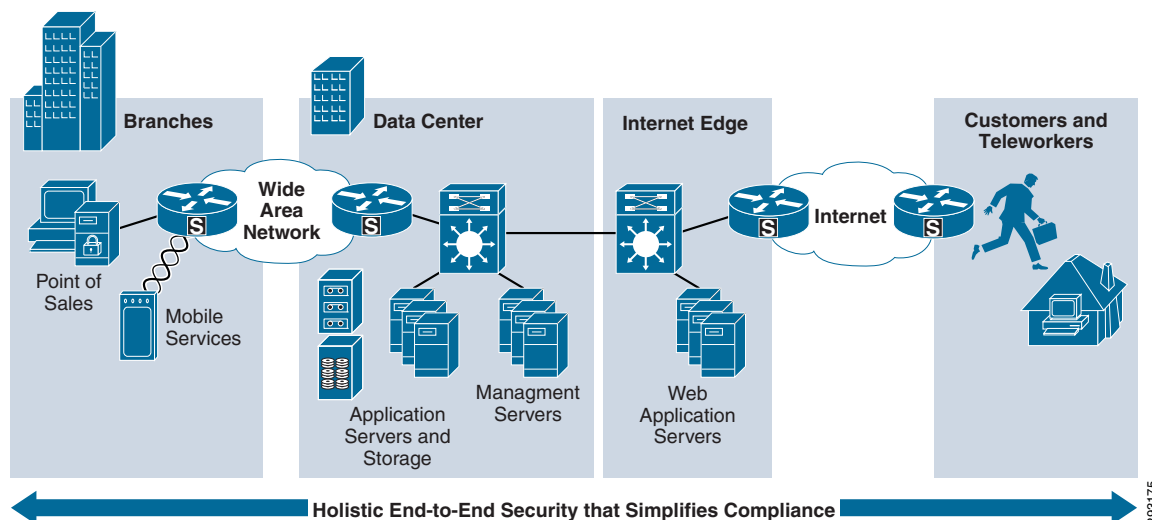 Branches
Data Center
Internet Edge
Customers and
Teleworkers
Wide
Area
Network
Internet
S
S
S
S
Point of
Sales
Mobile
Services
Application
Servers and
Storage
Managment
Servers
Web
Application
Servers
Holistic End-to-End Security that Simplifies Compliance